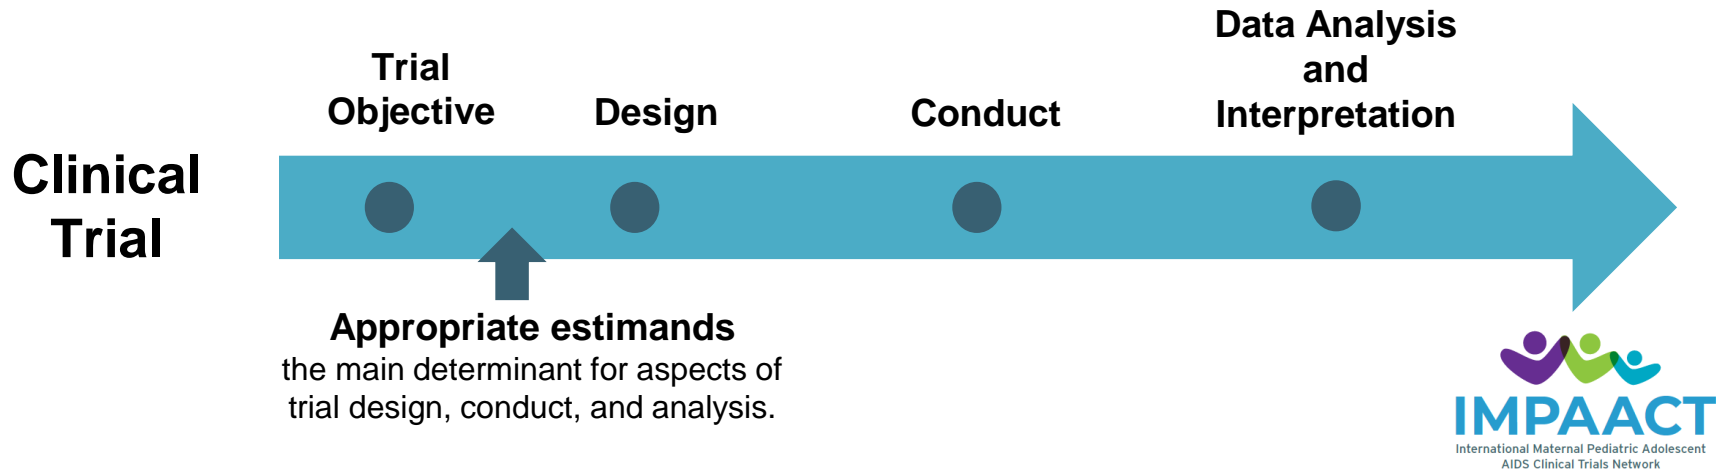 Clinical
Trial
Trial
Objective
Design
Conduct
Data Analysis
and
Interpretation
Appropriate estimands
the main determinant for aspects of
trial design, conduct, and analysis.
IMPAACT
International Maternal Pediatric Adolescent
AIDS Clinical Trials Network